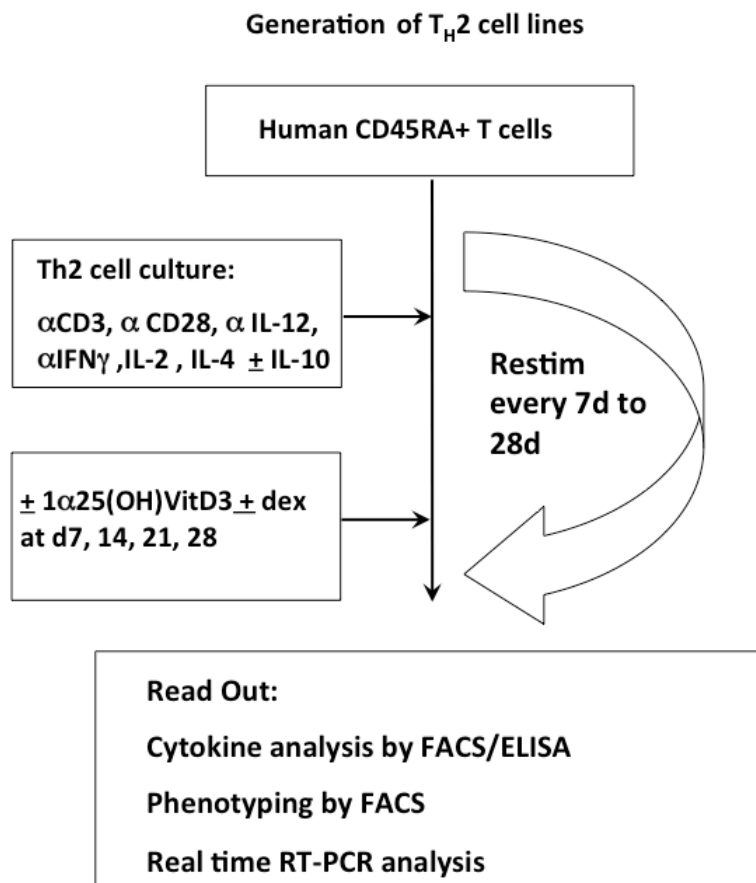 Generation of TH2 cell lines
Human CD45RA+ T cells
Th2 cell culture:
αCD3, α CD28, α IL-12,
αIFNγ ,IL-2 , IL-4 ± IL-10
Restim
every 7d to
28d
± 1α25(OH)VitD3 ± dex
at d7, 14, 21, 28
Read Out:
Cytokine analysis by FACS/ELISA
Phenotyping by FACS
Real time RT-PCR analysis